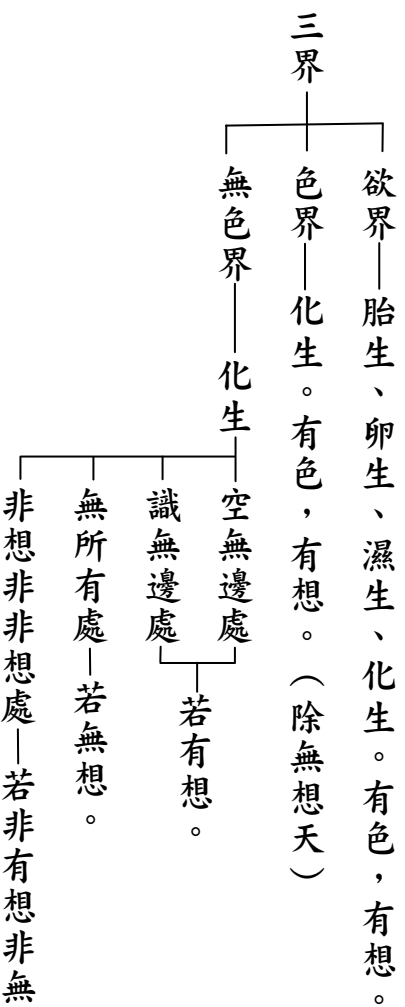 三界
欲界—胎生、卵生、濕生、化生。有色，有想。
色界—化生。有色，有想。（除無想天）
無色界—化生
空無邊處
識無邊處
若有想。
無所有處—若無想。
非想非非想處—若非有想非無